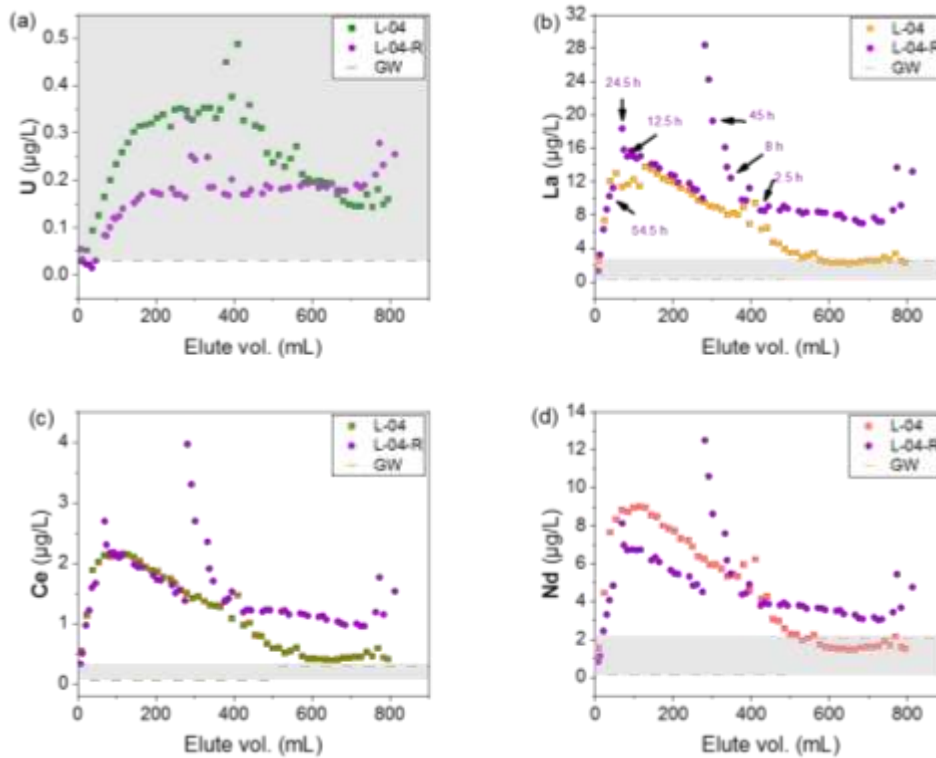 (a)
L-04
L-04-R
GW
0.5
0.4
0.3
0.2
0.1
0.0
U (µg/L)
0 200 400 600 800
Elute vol. (mL)
(b)
L-04
L-04-R
GW
32
28
24
20
16
12
8
4
0
La (µg/L)
24.5 h
12.5 h
45 h
8 h
2.5 h
54.5 h
0 200 400 600 800
Elute vol. (mL)
(c)
L-04
L-04-R
GW
4
3
2
1
0
Ce (µg/L)
0 200 400 600 800
Elute vol. (mL)
(d)
L-04
L-04-R
GW
14
12
10
8
6
4
2
0
Nd (µg/L)
0 200 400 600 800
Elute vol. (mL)